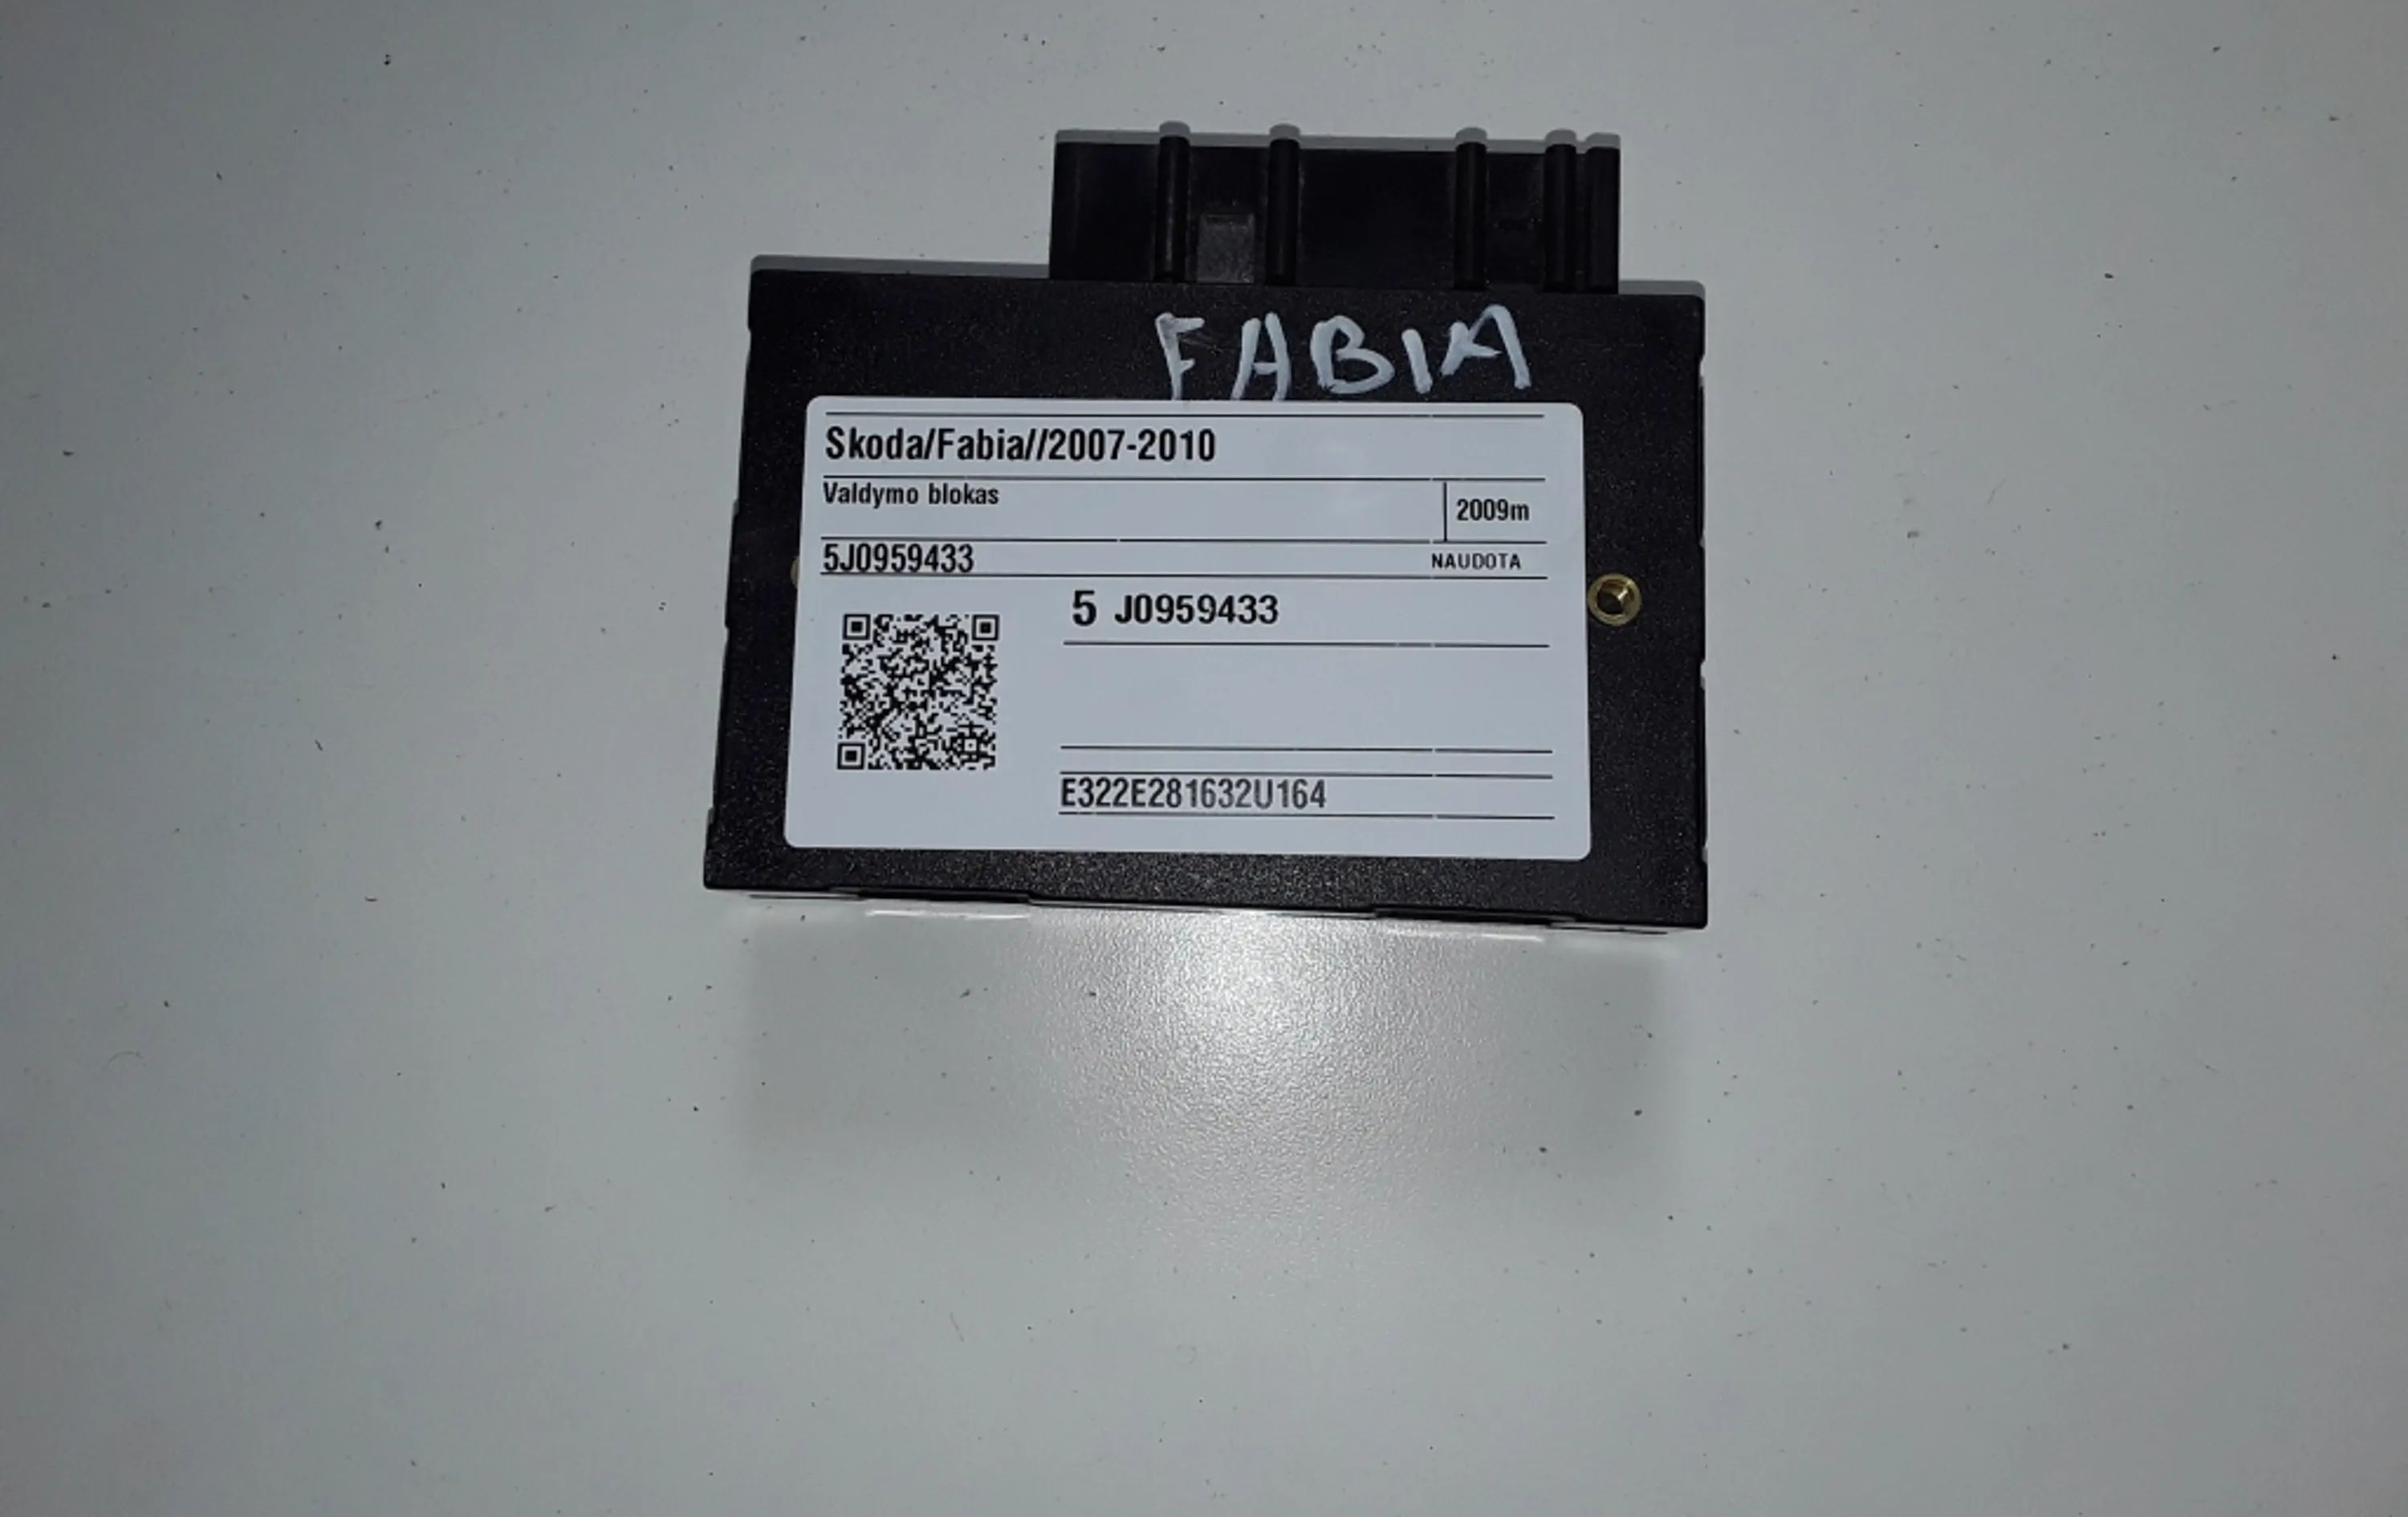 FABIA
Skoda/Fabia//2007-2010
Valdymo blokas
2009m
5J0959433
NAUDOTA
5 J0959433
E322E281632U164